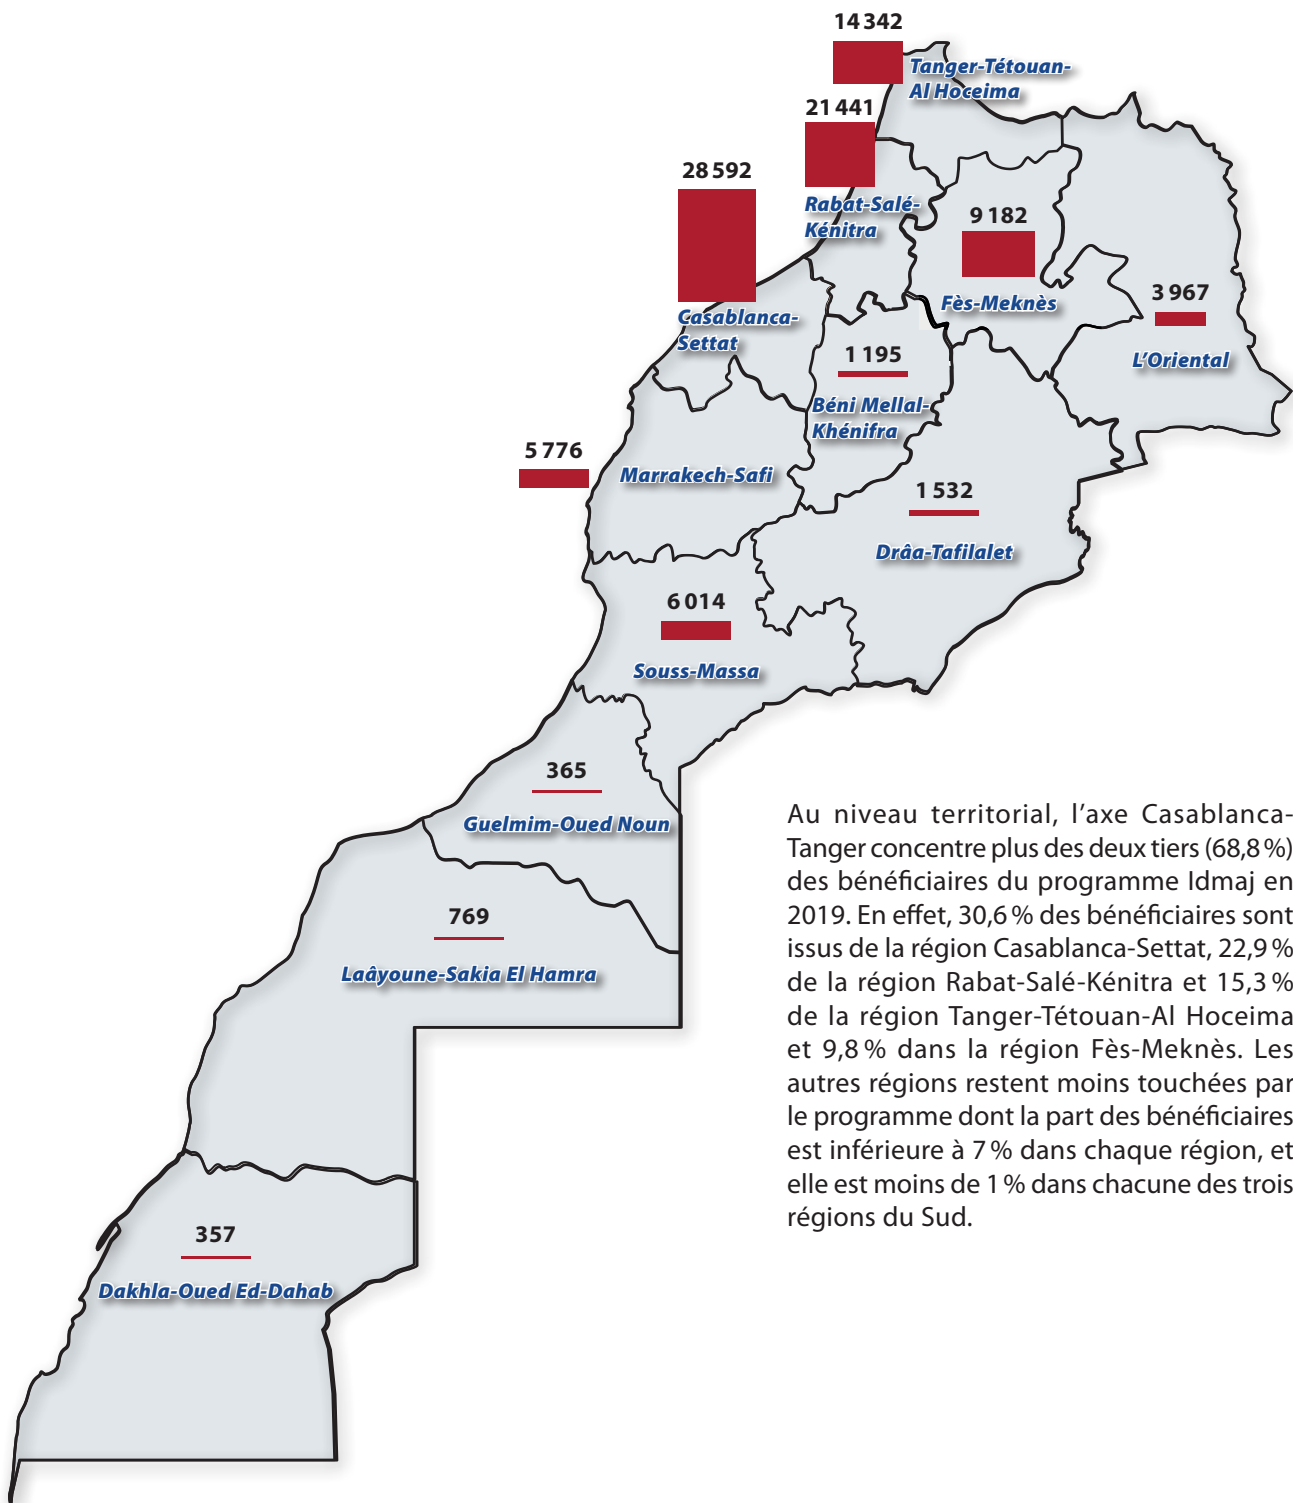 14 342
Tanger-Tétouan-
Al Hoceima
21 441
Rabat-Salé-
Kénitra
28 592
Casablanca-
Settat
9 182
Fès-Meknès
3 967
L’Oriental
1 195
Béni Mellal-
Khénifra
5 776
Marrakech-Safi
1 532
Drâa-Tafilalet
6 014
Souss-Massa
365
Guelmim-Oued Noun
769
Laâyoune-Sakia El Hamra
357
Dakhla-Oued Ed-Dahab
Au niveau territorial, l’axe Casablanca-
Tanger concentre plus des deux tiers (68,8 %)
des bénéficiaires du programme Idmaj en
2019. En effet, 30,6 % des bénéficiaires sont
issus de la région Casablanca-Settat, 22,9 %
de la région Rabat-Salé-Kénitra et 15,3 %
de la région Tanger-Tétouan-Al Hoceima
et 9,8 % dans la région Fès-Meknès. Les
autres régions restent moins touchées par
le programme dont la part des bénéficiaires
est inférieure à 7 % dans chaque région, et
elle est moins de 1 % dans chacune des trois
régions du Sud.